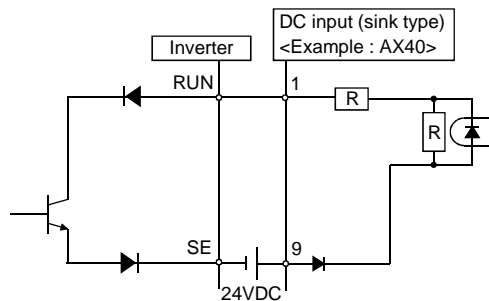 DC input (sink type)
<Example : AX40>
Inverter
RUN
1
R
R
SE
9
24VDC